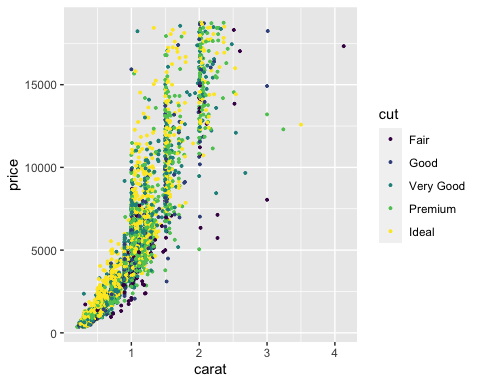 15000
10000
5000
0
price
1 2 3 4
carat
cut
Fair
Good
Very Good
Premium
Ideal